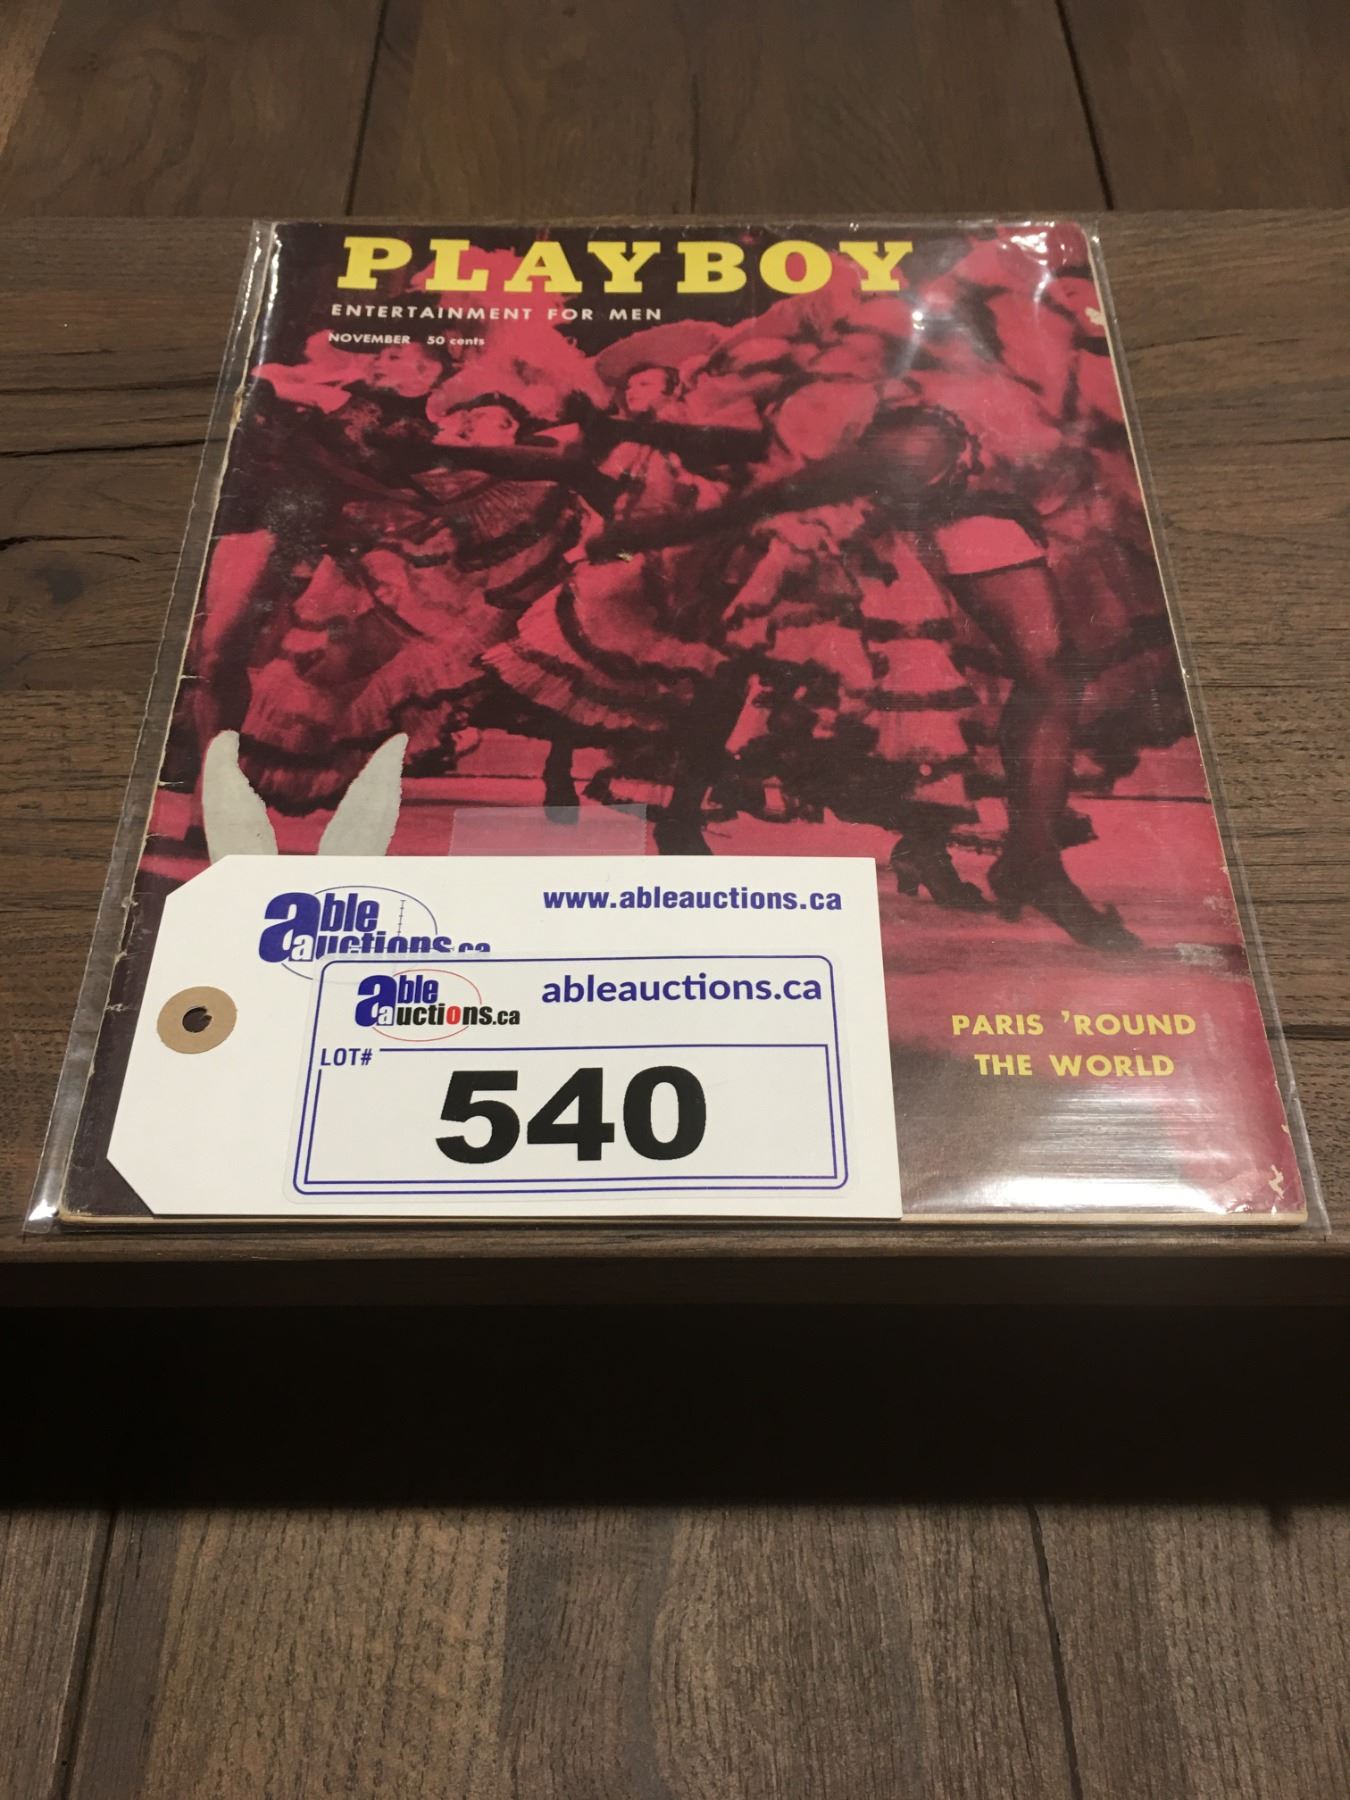 PLAYBOY
ENTERTAINMENT FOR MEN
NOVEMBER 50 cents
able auctions.ca
www.ableauctions.ca
able auctions.ca
ableauctions.ca
LOT#
540
PARIS 'ROUND
THE WORLD